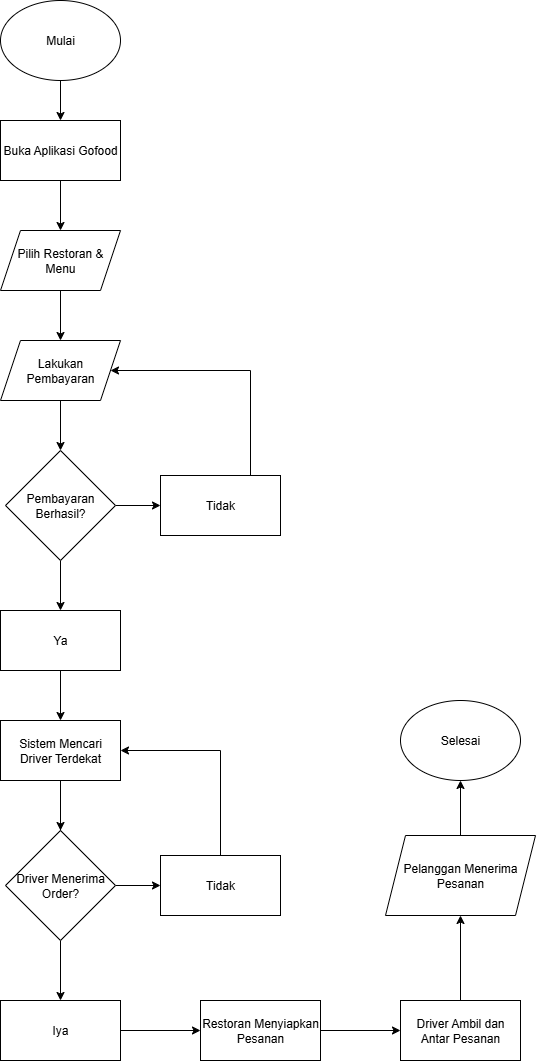 Mulai
Buka Aplikasi Gofood
Pilih Restoran &
Menu
Lakukan
Pembayaran
Pembayaran
Berhasil?
Tidak
Ya
Sistem Mencari
Driver Terdekat
Driver Menerima
Order?
Tidak
Iya
Restoran Menyiapkan
Pesanan
Driver Ambil dan
Antar Pesanan
Pelanggan Menerima
Pesanan
Selesai